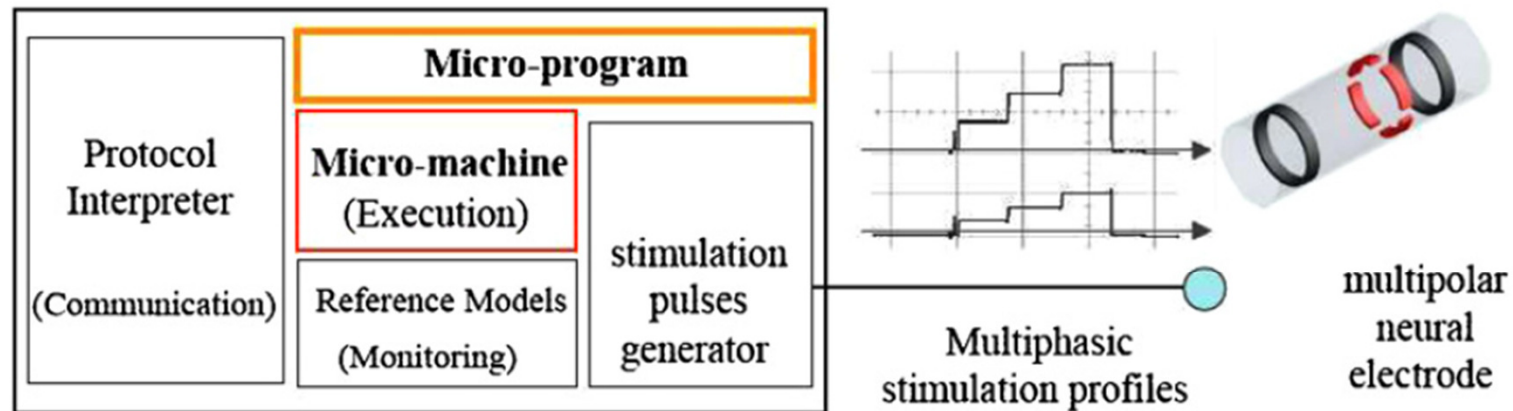 Protocol
Interpreter
(Communication)
Micro-program
Micro-machine
(Execution)
Reference Models
(Monitoring)
stimulation
pulses
generator
Multiphasic
stimulation profiles
multipolar
neural
electrode